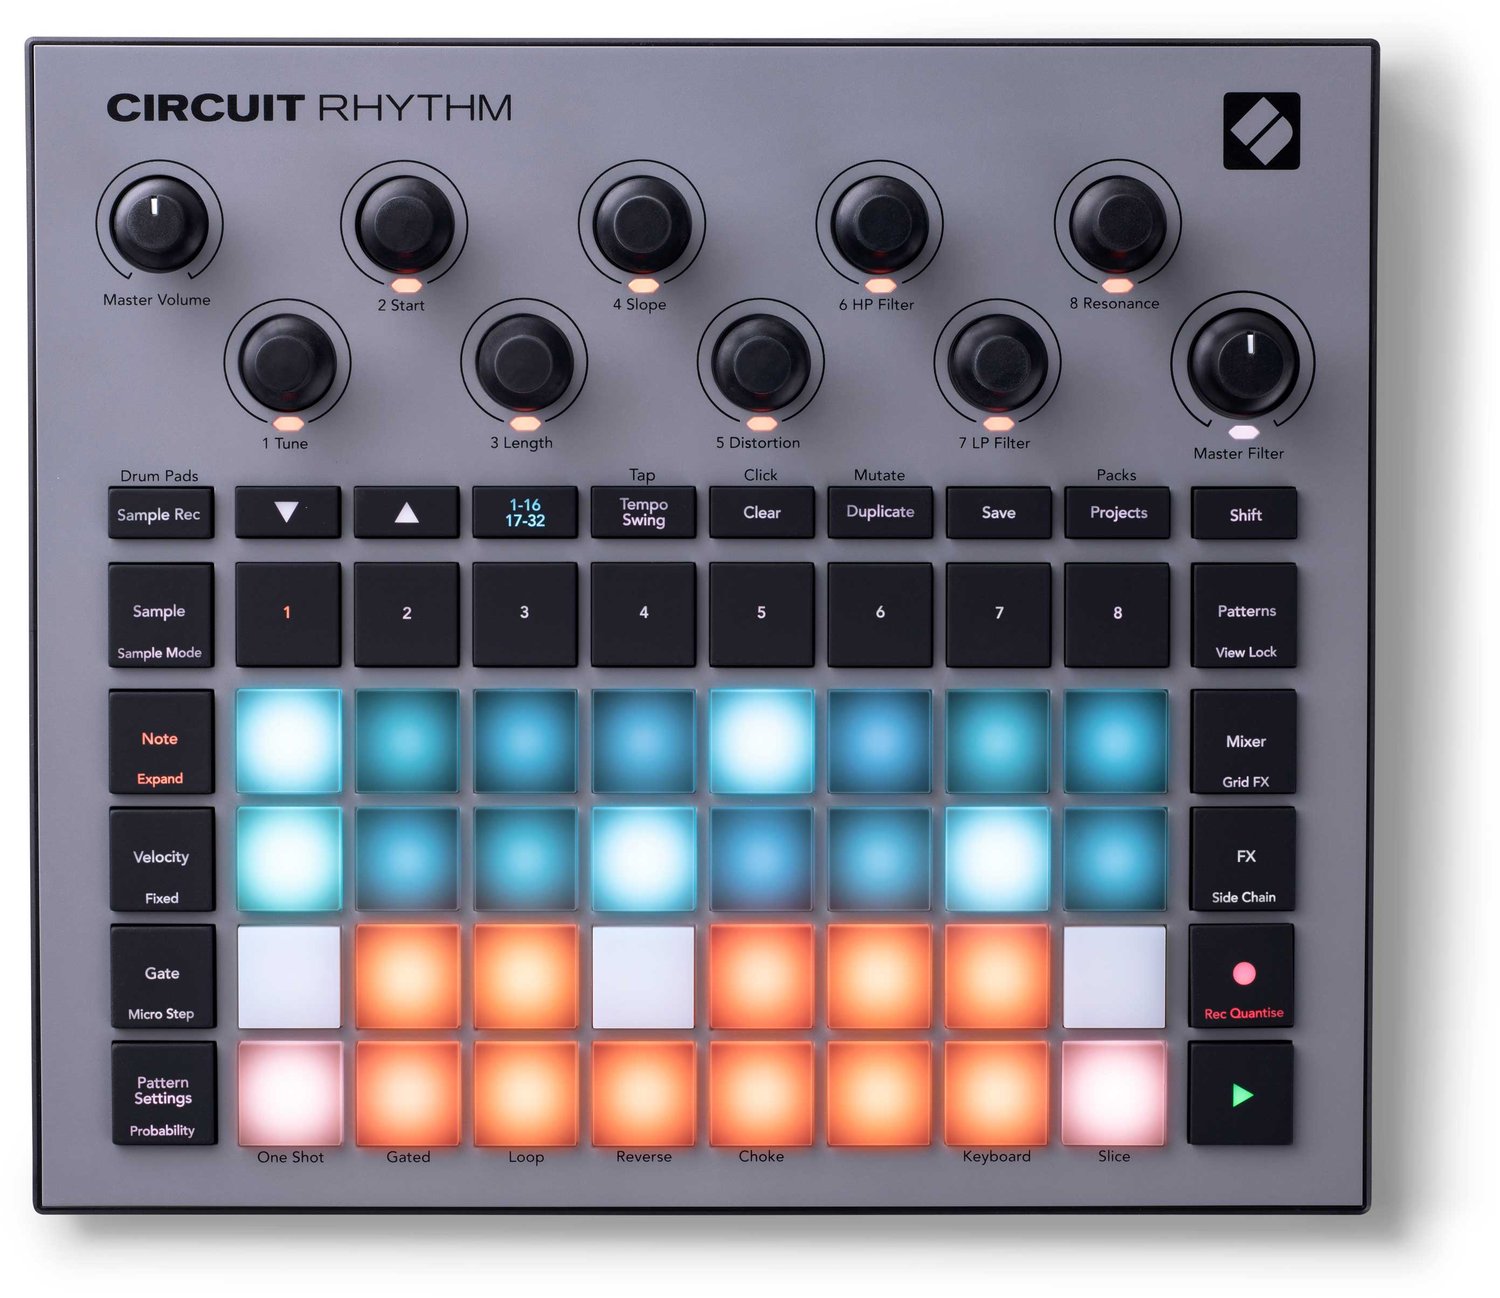 CIRCUIT RHYTHM
Master Volume
2 Start
4 Slope
6 HP Filter
8 Resonance
1 Tune
3 Length
5 Distortion
7 LP Filter
Master Filter
Drum Pads
Tap
Click
Mutate
Packs
Sample Rec
1-16
17-32
Tempo
Swing
Clear
Duplicate
Save
Projects
Shift
Sample
Sample Mode
1
2
3
4
5
6
7
8
Patterns
View Lock
Note
Expand
Mixer
Grid FX
Velocity
Fixed
FX
Side Chain
Gate
Micro Step
Rec Quantise
Pattern
Settings
Probability
One Shot
Gated
Loop
Reverse
Choke
Keyboard
Slice